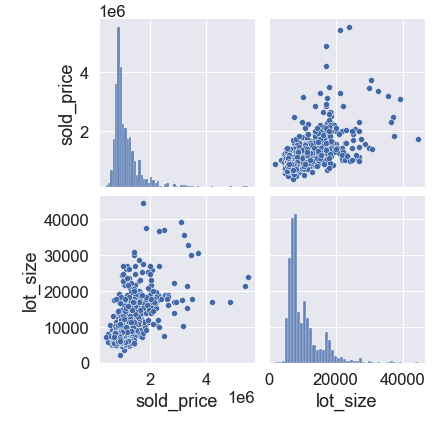 1e6
sold_price
4
2
lot_size
40000
30000
20000
10000
0
2 4
0 20000 40000
1e6
sold_price lot_size